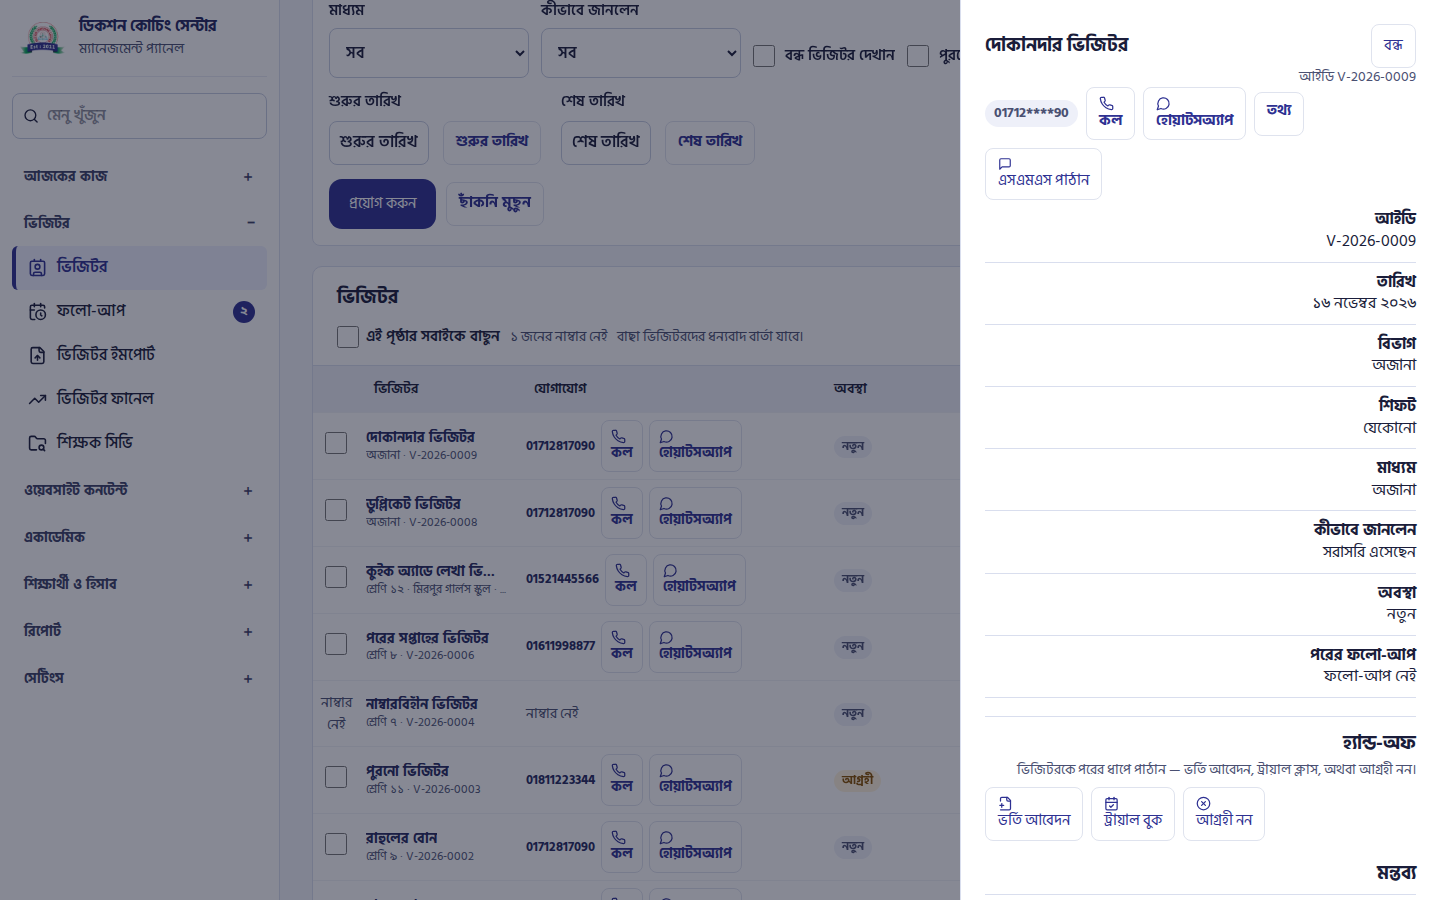 ডিকশন কোচিং সেন্টার
ম্যানেজমেন্ট প্যানেল
মেনু খুঁজুন
আজকের কাজ +
ভিজিটর −
ভিজিটর
ফলো-আপ ২
ভিজিটর ইমপোর্ট
ভিজিটর ফানেল
শিক্ষক সিভি
ওয়েবসাইট কনটেন্ট +
একাডেমিক +
শিক্ষার্থী ও হিসাব +
রিপোর্ট +
সেটিংস +
মাধ্যম কীভাবে জানলেন
সব সব বন্ধ ভিজিটর দেখান
শুরুর তারিখ শেষ তারিখ
শুরুর তারিখ শুরুর তারিখ শেষ তারিখ শেষ তারিখ
প্রয়োগ করুন ছাঁকনি মুছুন
ভিজিটর
এই পৃষ্ঠার সবাইকে বাছুন ১ জনের নাম্বার নেই বাছা ভিজিটরদের ধন্যবাদ বার্তা যাবে।
ভিজিটর যোগাযোগ অবস্থা
দোকানদার ভিজিটর 01712817090 কল হোয়াটসঅ্যাপ নতুন
অজানা · V-2026-0009
ডুপ্লিকেট ভিজিটর 01712817090 কল হোয়াটসঅ্যাপ নতুন
অজানা · V-2026-0008
কুইক অ্যাডে লেখা ভি... 01521445566 কল হোয়াটসঅ্যাপ নতুন
শ্রেণি ১২ · মিরপুর গার্লস স্কুল · ...
পরের সপ্তাহের ভিজিটর 01611998877 কল হোয়াটসঅ্যাপ নতুন
শ্রেণি ৮ · V-2026-0006
নাম্বার নেই নাম্বারবিহীন ভিজিটর নাম্বার নেই নতুন
শ্রেণি ৭ · V-2026-0004
পুরনো ভিজিটর 01811223344 কল হোয়াটসঅ্যাপ আগ্রহী
শ্রেণি ১১ · V-2026-0003
রাহুলের বোন 01712817090 কল হোয়াটসঅ্যাপ নতুন
শ্রেণি ৯ · V-2026-0002
দোকানদার ভিজিটর বন্ধ
আইডি V-2026-0009
01712****90 কল হোয়াটসঅ্যাপ তথ্য
এসএমএস পাঠান
আইডি
V-2026-0009
তারিখ
১৬ নভেম্বর ২০২৬
বিভাগ
অজানা
শিফট
যেকোনো
মাধ্যম
অজানা
কীভাবে জানলেন
সরাসরি এসেছেন
অবস্থা
নতুন
পরের ফলো-আপ
ফলো-আপ নেই
হ্যান্ড-অফ
ভিজিটরকে পরের ধাপে পাঠান — ভর্তি আবেদন, ট্রায়াল ক্লাস, অথবা আগ্রহী নন।
ভর্তি আবেদন ট্রায়াল বুক আগ্রহী নন
মন্তব্য